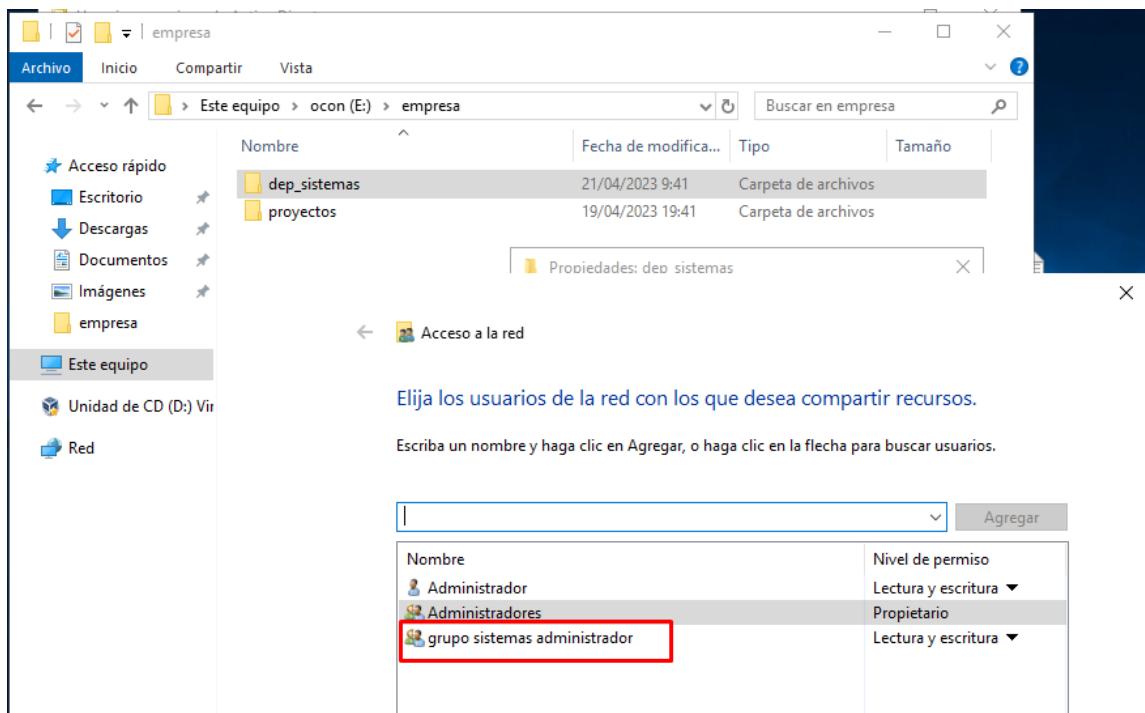 empresa
Archivo Inicio Compartir Vista
Este equipo > ocon (E:) > empresa Buscar en empresa
Nombre Fecha de modifica... Tipo Tamaño
Acceso rápido
dep_sistemas 21/04/2023 9:41 Carpeta de archivos
Escritorio
proyectos 19/04/2023 19:41 Carpeta de archivos
Descargas
Documentos
Propiedades: dep_sistemas
Imágenes
empresa
Acceso a la red
Este equipo
Elija los usuarios de la red con los que desea compartir recursos.
Unidad de CD (D:) Vir
Red
Escriba un nombre y haga clic en Agregar, o haga clic en la flecha para buscar usuarios.
Agregar
Nombre Nivel de permiso
Administrador Lectura y escritura
Administradores Propietario
grupo sistemas administrador Lectura y escritura